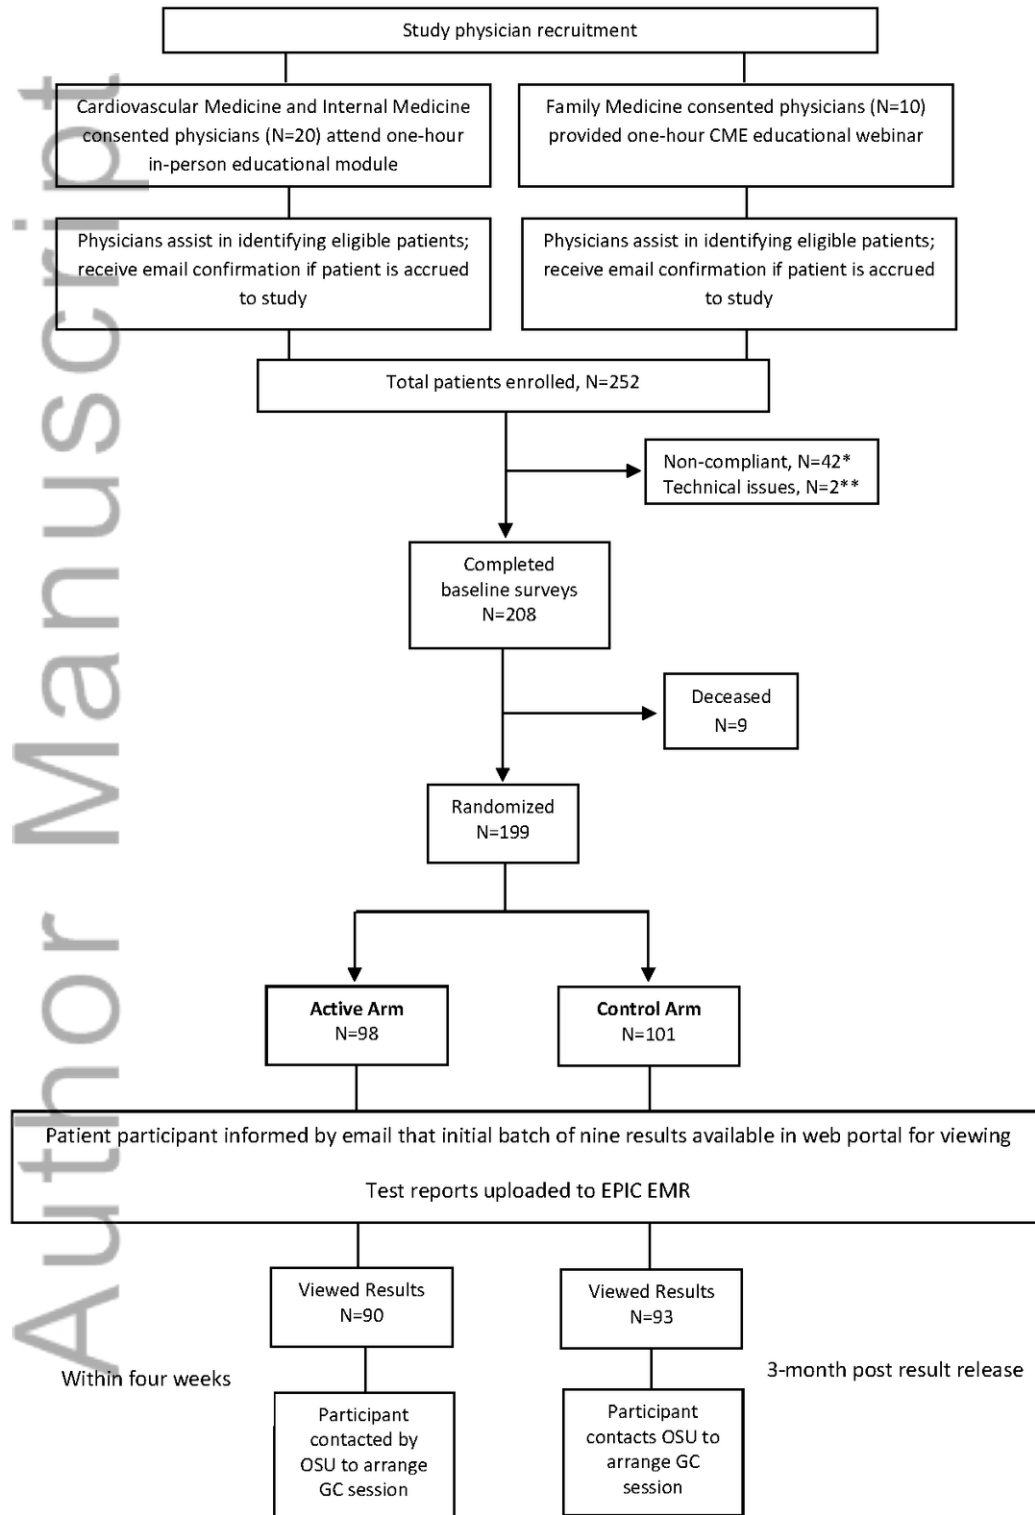 Study physician recruitment
Cardiovascular Medicine and Internal Medicine
consented physicians (N=20) attend one-hour
in-person educational module
Family Medicine consented physicians (N=10)
provided one-hour CME educational webinar
Physicians assist in identifying eligible patients;
receive email confirmation if patient is accrued
to study
Physicians assist in identifying eligible patients;
receive email confirmation if patient is accrued
to study
Total patients enrolled, N=252
Non-compliant, N=42*
Technical issues, N=2**
Completed
baseline surveys
N=208
Deceased
N=9
Randomized
N=199
Active Arm
N=98
Control Arm
N=101
Patient participant informed by email that initial batch of nine results available in web portal for viewing
Test reports uploaded to EPIC EMR
Viewed Results
N=90
Viewed Results
N=93
Within four weeks
3-month post result release
Participant
contacted by
OSU to arrange
GC session
Participant
contacts OSU to
arrange GC
session
Author Manuscript